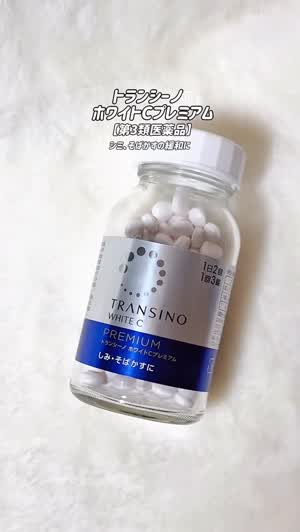 トランシーノ
ホワイトCプレミアム
【第3類医薬品】
シミ、そばかすの緩和に
1日2回
1回3錠
TRANSINO
WHITE C
PREMIUM
トランシーノ ホワイトCプレミアム
しみ・そばかすに